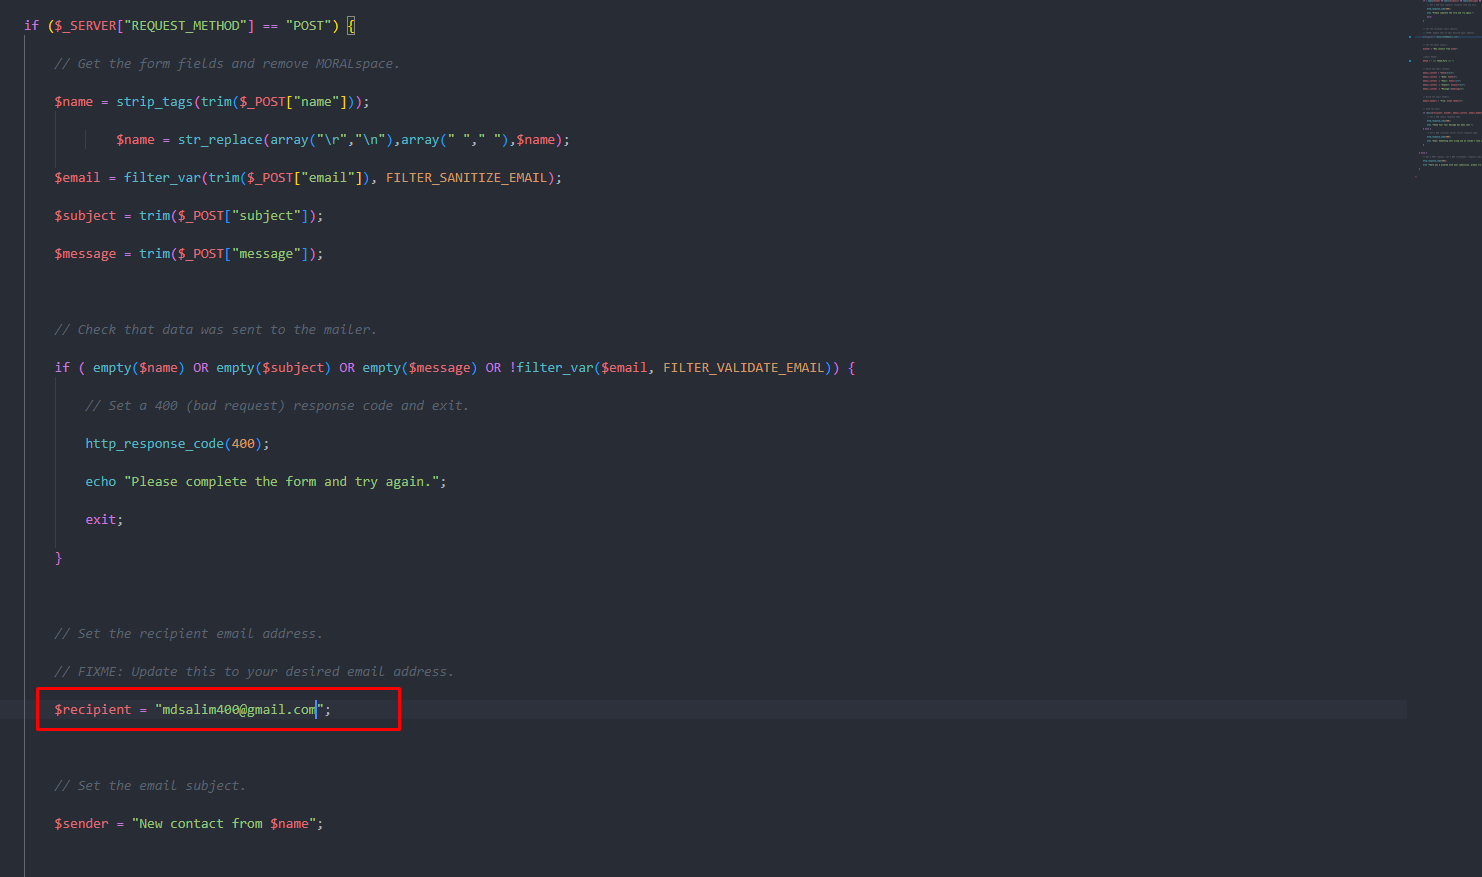 if ($_SERVER["REQUEST_METHOD"] == "POST") {
// Get the form fields and remove MORALspace.
$name = strip_tags(trim($_POST["name"]));
$name = str_replace(array("\r","\n"),array(" "," "),$name);
$email = filter_var(trim($_POST["email"]), FILTER_SANITIZE_EMAIL);
$subject = trim($_POST["subject"]);
$message = trim($_POST["message"]);
// Check that data was sent to the mailer.
if ( empty($name) OR empty($subject) OR empty($message) OR !filter_var($email, FILTER_VALIDATE_EMAIL)) {
// Set a 400 (bad request) response code and exit.
http_response_code(400);
echo "Please complete the form and try again.";
exit;
}
// Set the recipient email address.
// FIXME: Update this to your desired email address.
$recipient = "mdsalim400@gmail.com";
// Set the email subject.
$sender = "New contact from $name";